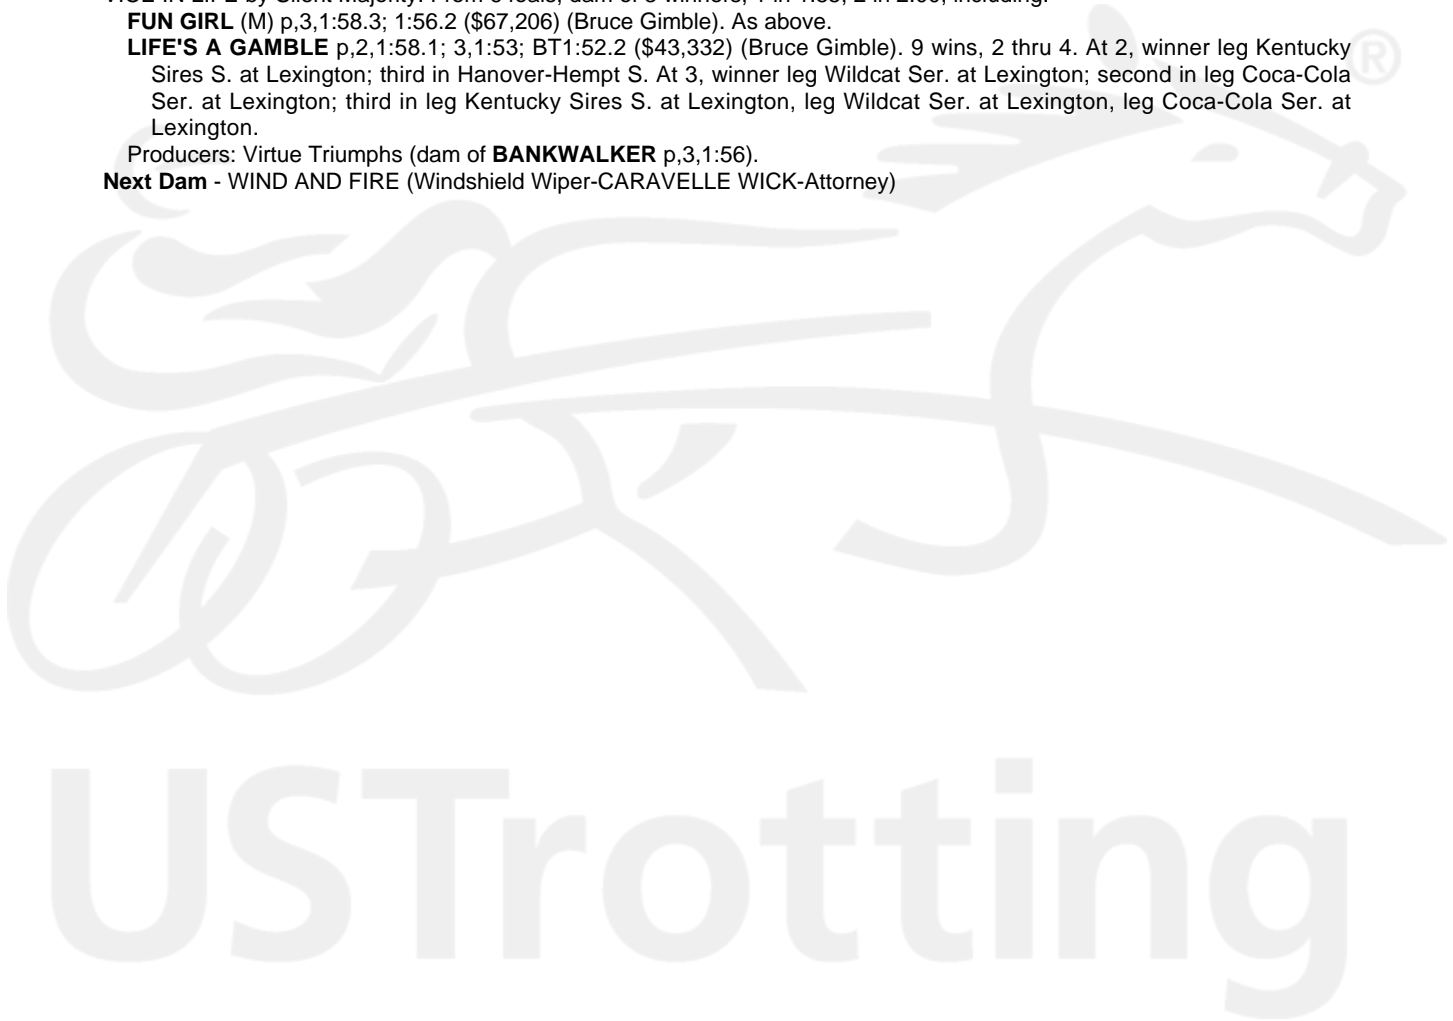 FUN GIRL (M) p,3,1:58.3; 1:56.2 ($67,206) (Bruce Gimble). As above.
LIFE'S A GAMBLE p,2,1:58.1; 3,1:53; BT1:52.2 ($43,332) (Bruce Gimble). 9 wins, 2 thru 4. At 2, winner leg Kentucky
Sires S. at Lexington; third in Hanover-Hempt S. At 3, winner leg Wildcat Ser. at Lexington; second in leg Coca-Cola
Ser. at Lexington; third in leg Kentucky Sires S. at Lexington, leg Wildcat Ser. at Lexington, leg Coca-Cola Ser. at
Lexington.
Producers: Virtue Triumphs (dam of BANKWALKER p,3,1:56).
Next Dam - WIND AND FIRE (Windshield Wiper-CARAVELLE WICK-Attorney)
®
USTrotting